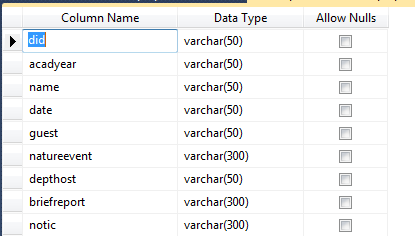 Column Name Data Type Allow Nulls
did varchar(50)
acadyear varchar(50)
name varchar(50)
date varchar(50)
guest varchar(50)
natureevent varchar(300)
depthost varchar(50)
briefreport varchar(300)
notic varchar(300)